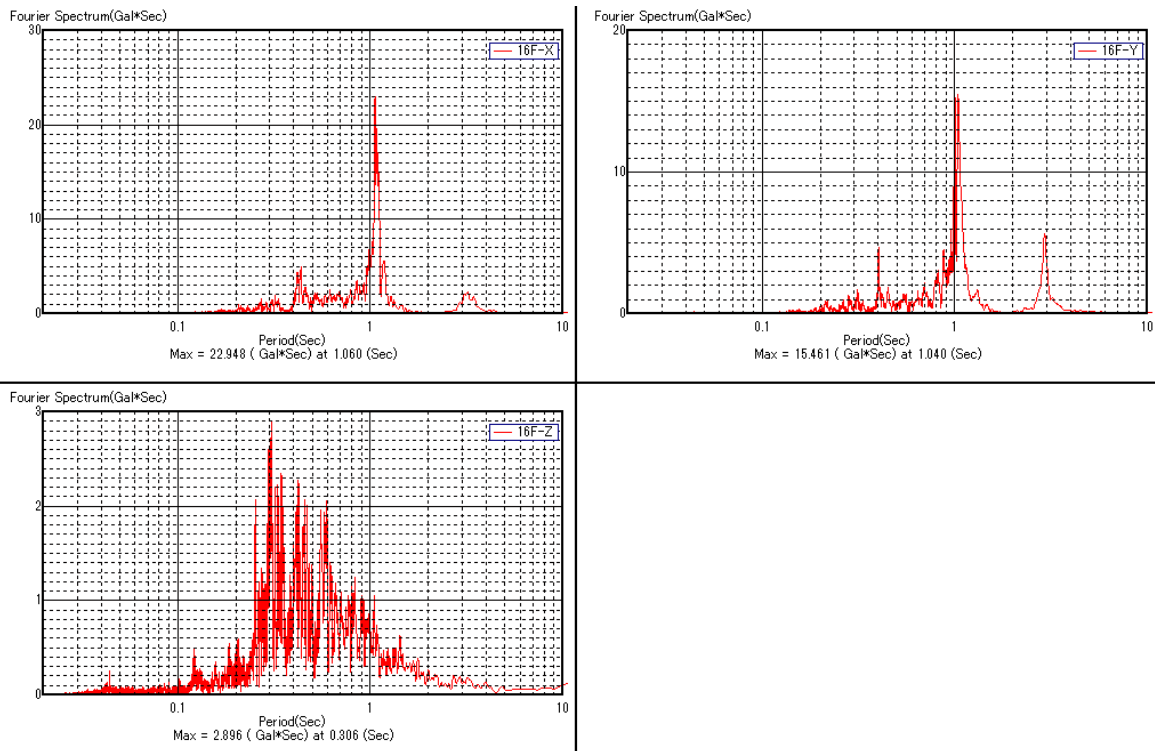 Fourier Spectrum(Gal*Sec)
30
16F-X
20
10
0
0.1
1
10
Period(Sec)
Max = 22.948 ( Gal*Sec) at 1.060 (Sec)
Fourier Spectrum(Gal*Sec)
20
16F-Y
10
0
0.1
1
10
Period(Sec)
Max = 15.461 ( Gal*Sec) at 1.040 (Sec)
Fourier Spectrum(Gal*Sec)
3
16F-Z
2
1
0
0.1
1
10
Period(Sec)
Max = 2.896 ( Gal*Sec) at 0.306 (Sec)